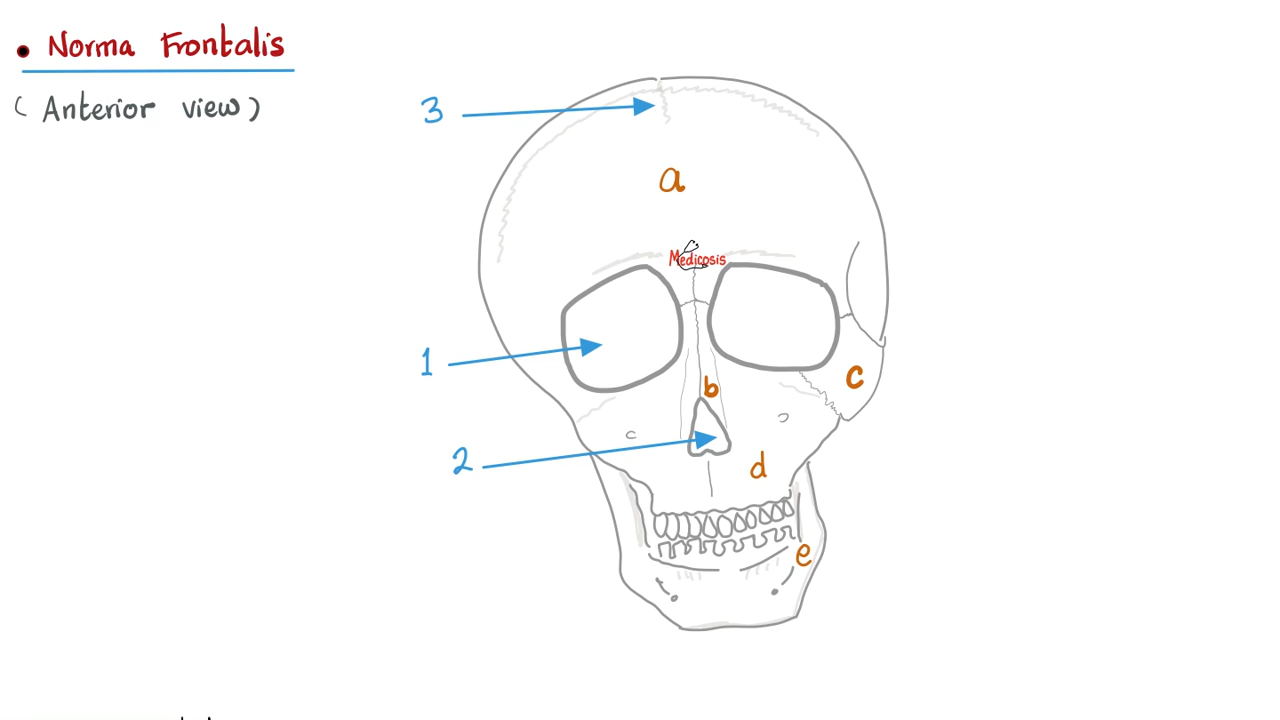 • Norma Frontalis
(Anterior view)
3
a
Medicosis
1
c
b
2
d
e